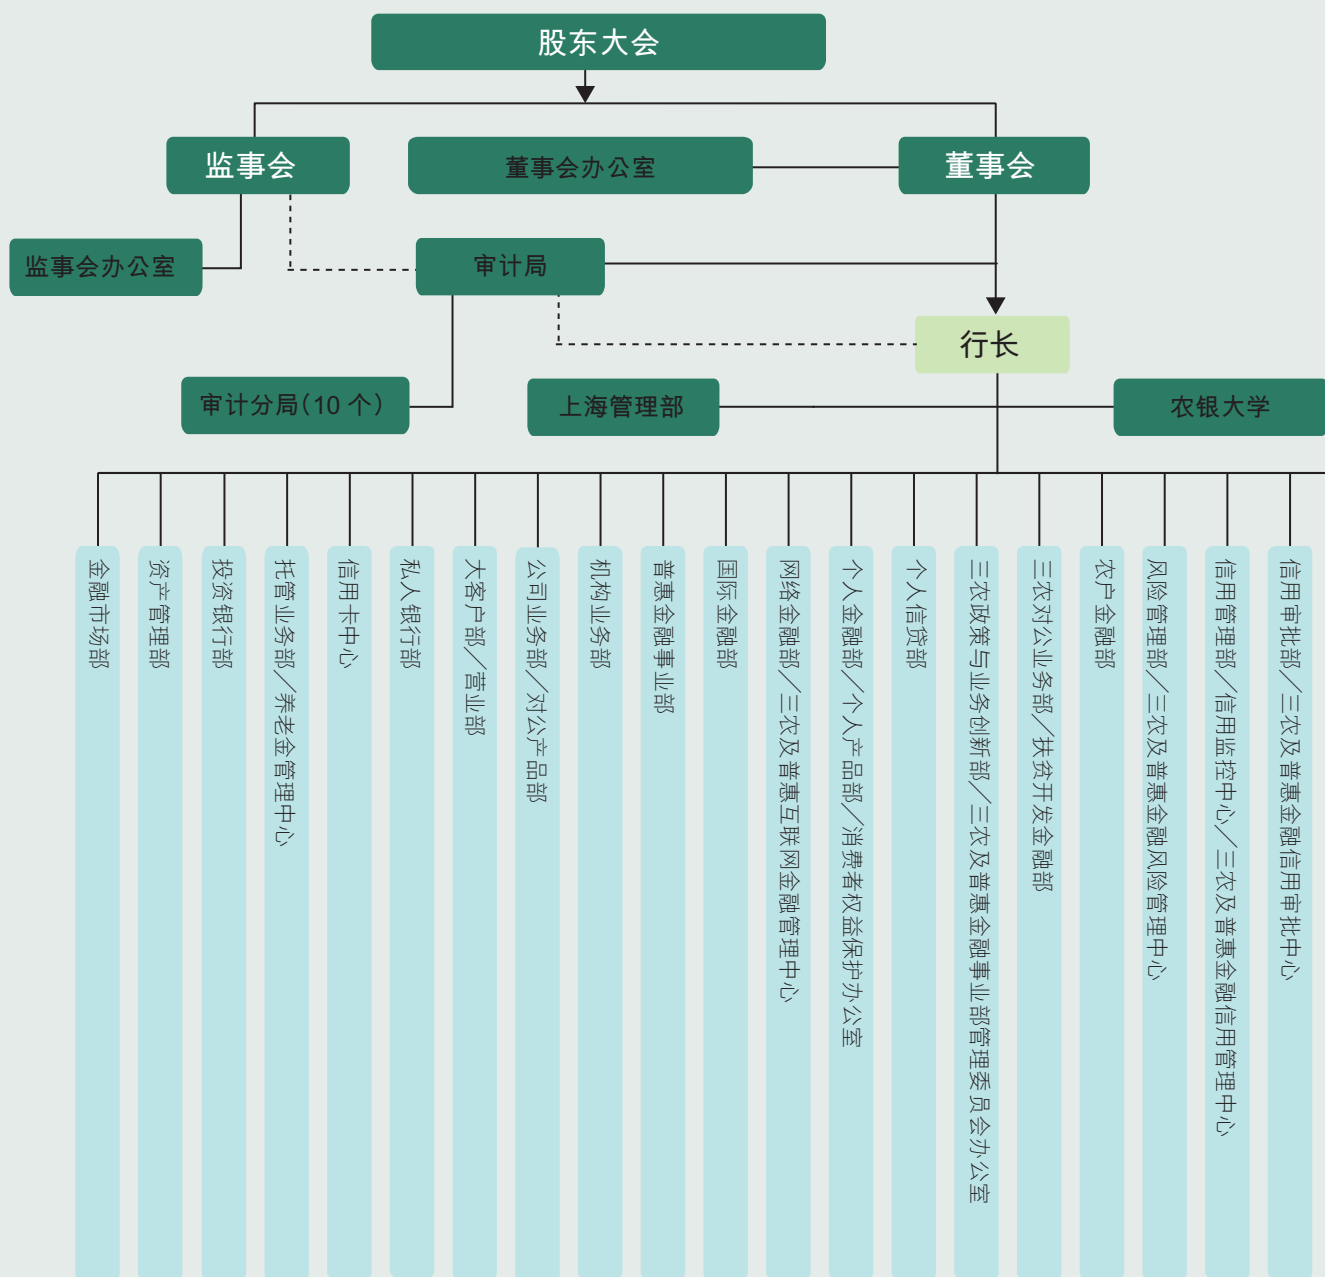 股东大会
监事会
董事会办公室
董事会
监事会办公室
审计局
行长
审计分局(10 个)
上海管理部
农银大学
金融市场部
资产管理部
投资银行部
托管业务部/养老金管理中心
信用卡中心
私人银行部
大客户部/营业部
公司业务部/对公产品部
机构业务部
普惠金融事业部
国际金融部
网络金融部/三农及普惠互联网金融管理中心
个人金融部/个人产品部/消费者权益保护办公室
个人信贷部
三农政策与业务创新部/三农及普惠金融事业部管理委员会办公室
三农对公业务部/扶贫开发金融部
农户金融部
风险管理部/三农及普惠金融风险管理中心
信用管理部/信用监控中心/三农及普惠金融信用管理中心
信用审批部/三农及普惠金融信用审批中心